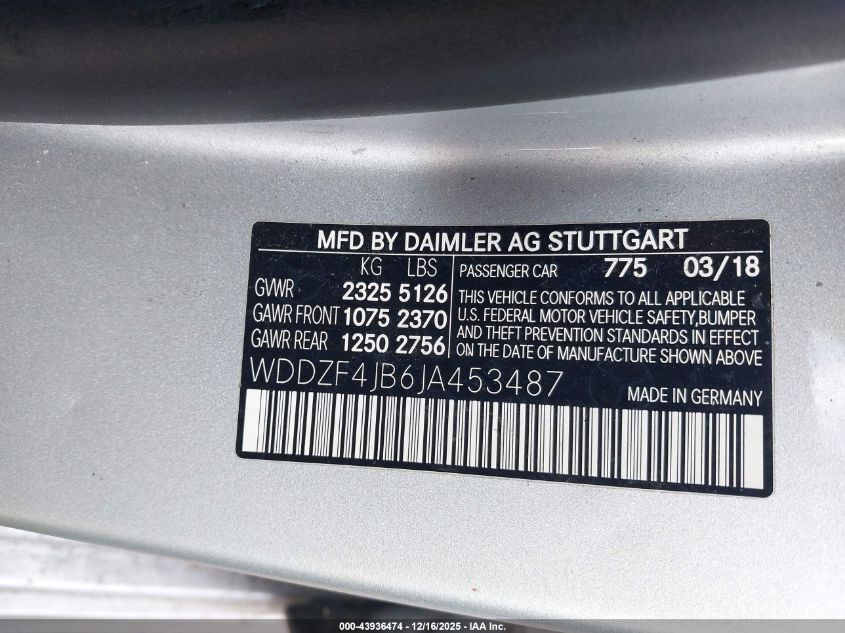 MFD BY DAIMLER AG STUTTGART
KG LBS
GVWR 2325 5126
GAWR FRONT 1075 2370
GAWR REAR 1250 2756
PASSENGER CAR 775 03/18
THIS VEHICLE CONFORMS TO ALL APPLICABLE
U.S. FEDERAL MOTOR VEHICLE SAFETY,BUMPER
AND THEFT PREVENTION STANDARDS IN EFFECT
ON DATE OF MANUFACTURE SHOWN ABOVE
WDDZF4JB6JA453487
MADE IN GERMANY
000-43936474 - 12/16/2025 - IAA Inc.